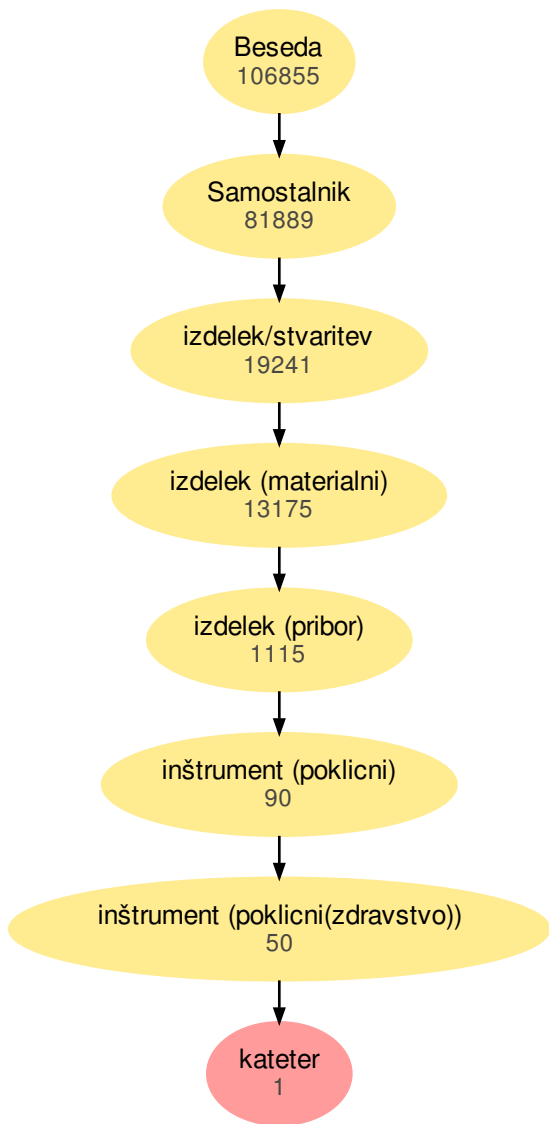 Beseda
106855
Samostalnik
81889
izdelek/stvaritev
19241
izdelek (materialni)
13175
izdelek (pribor)
1115
inštrument (poklicni)
90
inštrument (poklicni(zdravstvo))
50
kateter
1